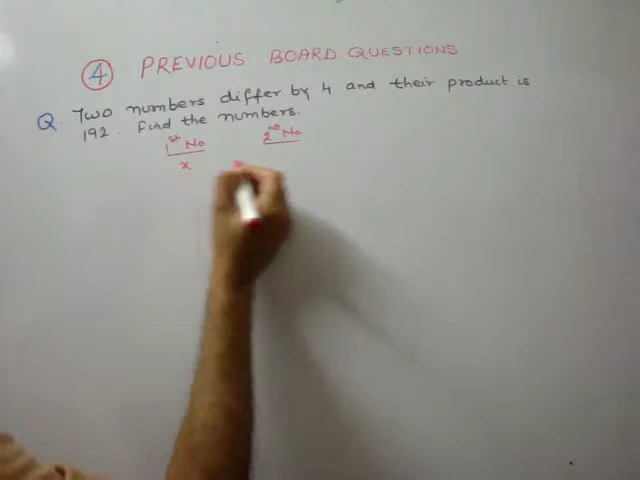 4 PREVIOUS BOARD QUESTIONS
Q. Two numbers differ by 4 and their product is
192. Find the numbers.
1st No 2nd No
x